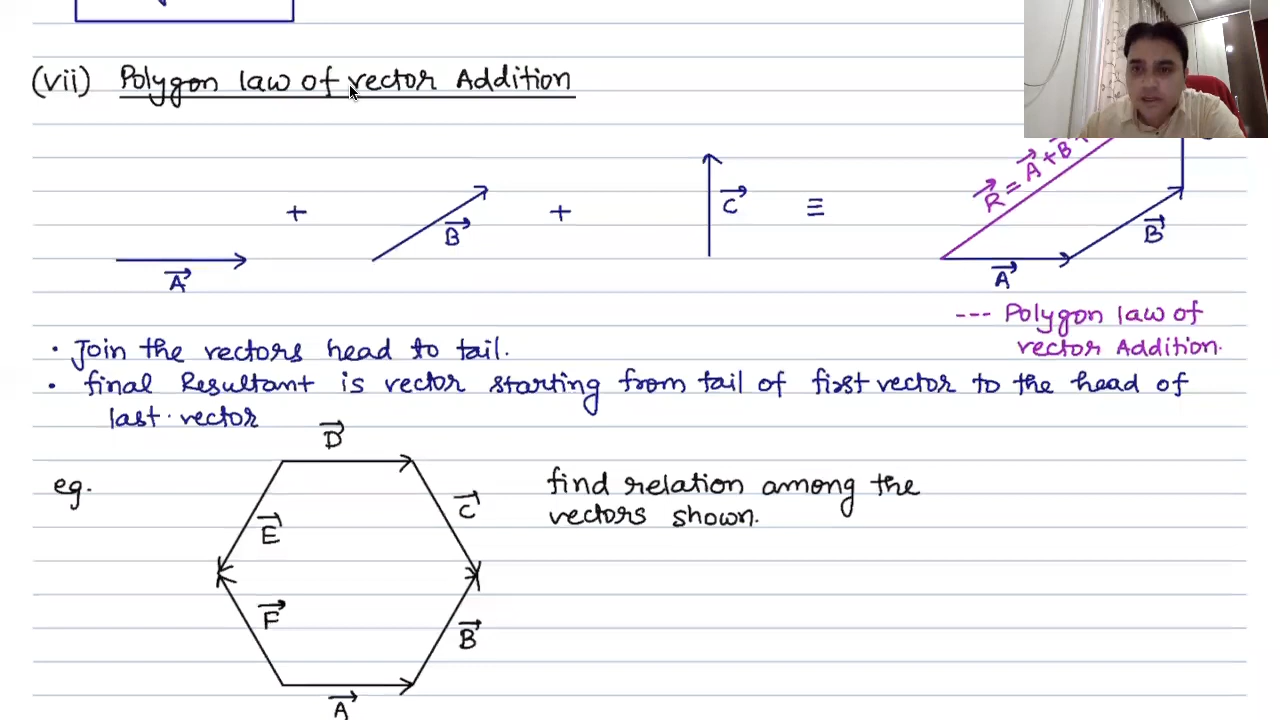 (vii) Polygon law of vector Addition
A + B + C ≡
R = A + B +
A
B
--- Polygon law of
vector Addition.
• Join the vectors head to tail.
• final Resultant is vector starting from tail of first vector to the head of
last vector
eg.
D
find relation among the
vectors shown.
C
E
F
B
A